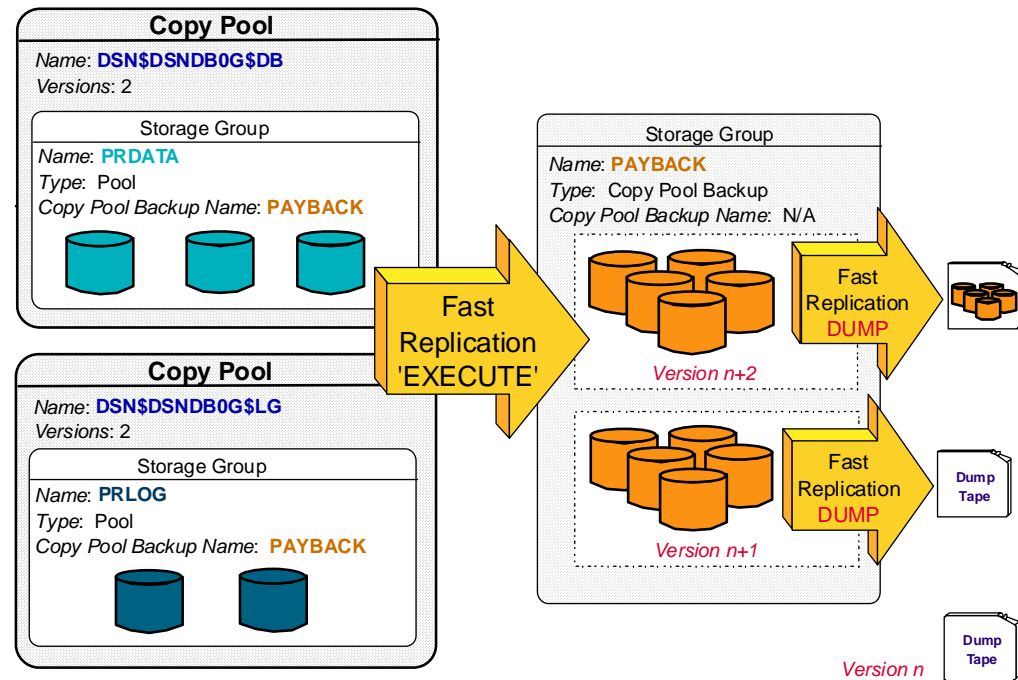 Copy Pool
Name: DSN$DSNDB0G$DB
Versions: 2
Storage Group
Name: PRDATA
Type: Pool
Copy Pool Backup Name: PAYBACK
Copy Pool
Name: DSN$DSNDB0G$LG
Versions: 2
Storage Group
Name: PRLOG
Type: Pool
Copy Pool Backup Name: PAYBACK
Fast
Replication
'EXECUTE'
Storage Group
Name: PAYBACK
Type: Copy Pool Backup
Copy Pool Backup Name: N/A
Version n+2
Fast
Replication
DUMP
Version n+1
Fast
Replication
DUMP
Dump
Tape
Version n
Dump
Tape